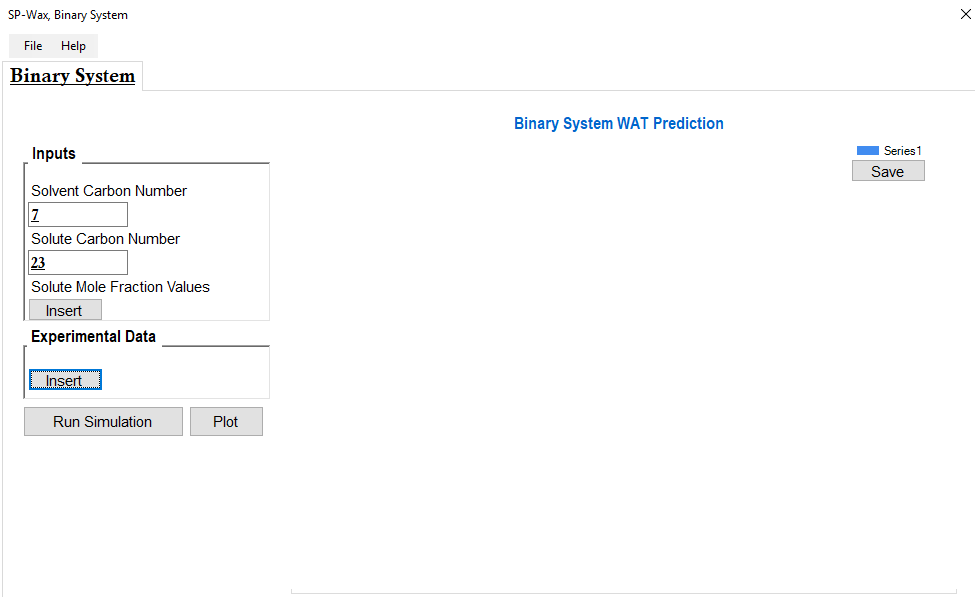 SP-Wax, Binary System
File Help
Binary System
Binary System WAT Prediction
Series1
Save
Inputs
Solvent Carbon Number
7
Solute Carbon Number
23
Solute Mole Fraction Values
Insert
Experimental Data
Insert
Run Simulation Plot